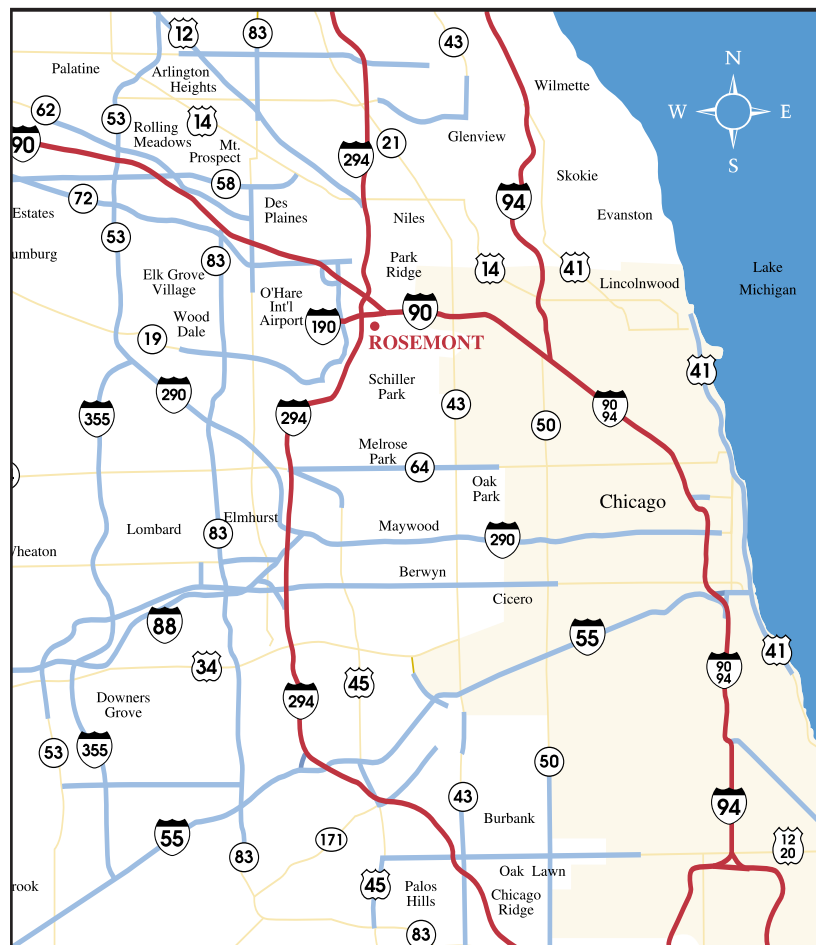 12
83
43
N
W
E
S
Palatine
Arlington
Heights
Wilmette
62
53
Rolling
Meadows
14
Mt.
Prospect
21
Glenview
90
294
58
72
Skokie
94
Estates
Des
Plaines
Niles
Evanston
53
umburg
83
Elk Grove
Village
Park
Ridge
14
41
Lincolnwood
Lake
Michigan
O'Hare
Int'l
Airport
Wood
Dale
190
90
19
ROSEMONT
41
290
Schiller
Park
355
294
43
90
94
50
Melrose
Park
64
Oak
Park
Chicago
Lombard
Elmhurst
83
Maywood
290
heaton
Berwyn
Cicero
88
55
34
45
90
94
41
Downers
Grove
294
53
355
50
43
94
Burbank
55
83
171
12
20
rook
45
Palos
Hills
Oak Lawn
Chicago
Ridge
83